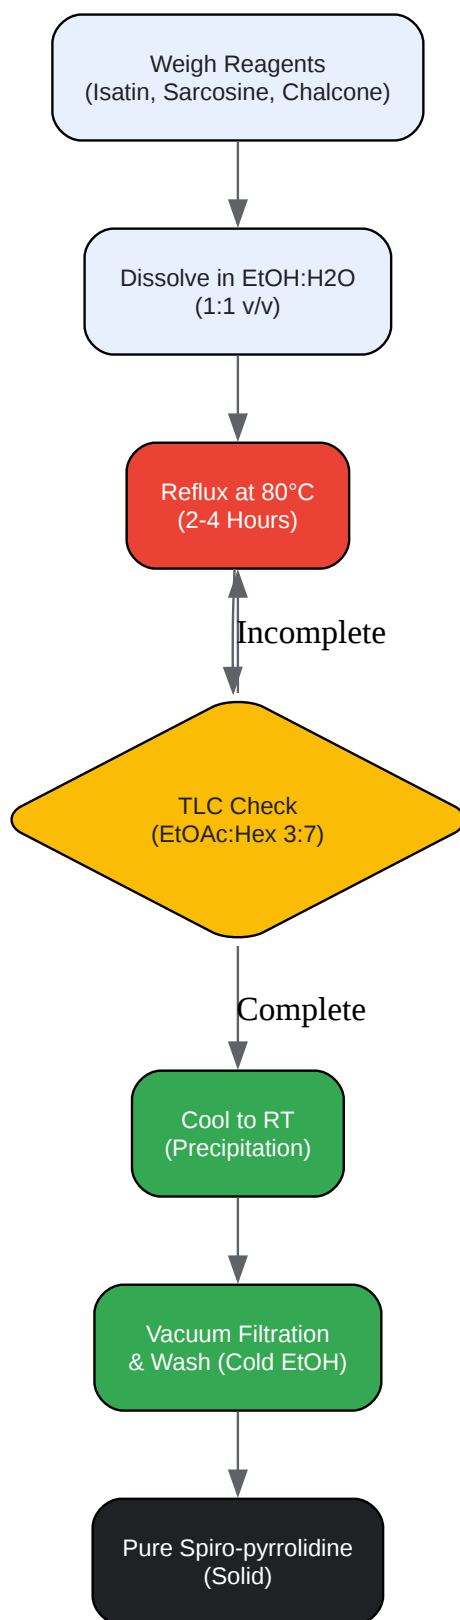 Weigh Reagents
(Isatin, Sarcosine, Chalcone)
Dissolve in EtOH:H2O
(1:1 v/v)
Reflux at 80°C
(2-4 Hours)
Incomplete
TLC Check
(EtOAc:Hex 3:7)
Complete
Cool to RT
(Precipitation)
Vacuum Filtration
& Wash (Cold EtOH)
Pure Spiro-pyrrolidine
(Solid)